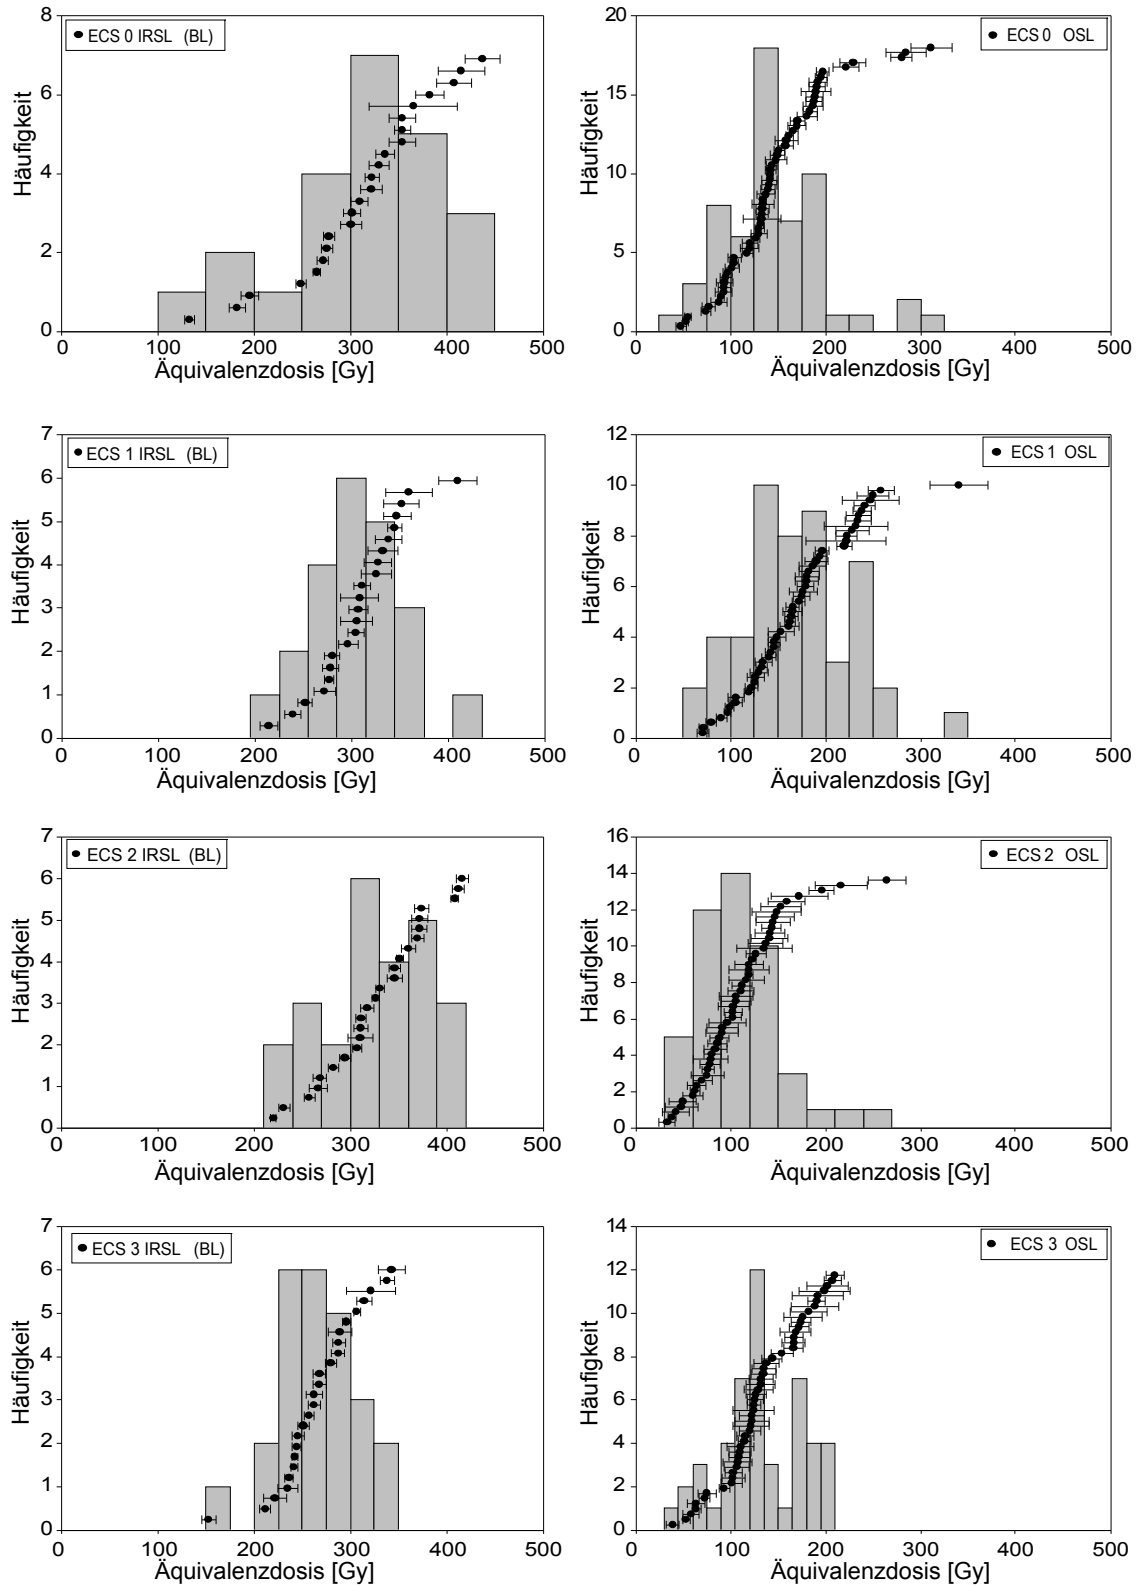 ECS 0 IRSL (BL)
Häufigkeit
8
6
4
2
0
0 100 200 300 400 500
Äquivalenzdosis [Gy]
ECS 0 OSL
Häufigkeit
20
15
10
5
0
0 100 200 300 400 500
Äquivalenzdosis [Gy]
ECS 1 IRSL (BL)
Häufigkeit
7
6
5
4
3
2
1
0
0 100 200 300 400 500
Äquivalenzdosis [Gy]
ECS 1 OSL
Häufigkeit
12
10
8
6
4
2
0
0 100 200 300 400 500
Äquivalenzdosis [Gy]
ECS 2 IRSL (BL)
Häufigkeit
7
6
5
4
3
2
1
0
0 100 200 300 400 500
Äquivalenzdosis [Gy]
ECS 2 OSL
Häufigkeit
16
14
12
10
8
6
4
2
0
0 100 200 300 400 500
Äquivalenzdosis [Gy]
ECS 3 IRSL (BL)
Häufigkeit
7
6
5
4
3
2
1
0
0 100 200 300 400 500
Äquivalenzdosis [Gy]
ECS 3 OSL
Häufigkeit
14
12
10
8
6
4
2
0
0 100 200 300 400 500
Äquivalenzdosis [Gy]